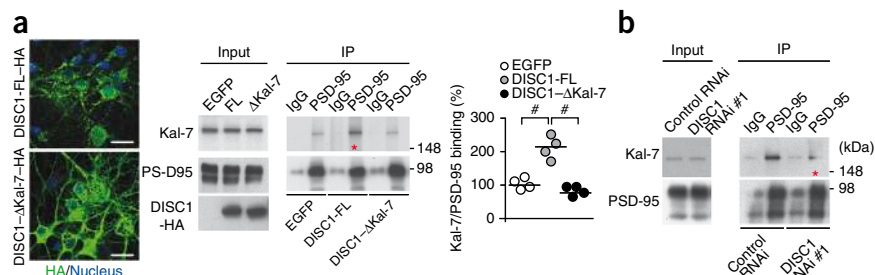 a
DISC1-FL–HA
DISC1–ΔKal-7–HA
HA/Nucleus
Input
IP
EGFP
FL
ΔKal-7
IgG
PSD-95
IgG
PSD-95
IgG
PSD-95
Kal-7
148
PS-D95
98
DISC1
-HA
EGFP
DISC1-FL
DISC1–ΔKal-7
EGFP
DISC1-FL
DISC1–ΔKal-7
Kal-7/PSD-95 binding (%)
300
200
100
0
#
#
b
Input
IP
Control RNAi
DISC1
RNAi #1
IgG
PSD-95
IgG
PSD-95
(kDa)
Kal-7
148
98
PSD-95
Control
RNAi
DISC1
RNAi #1